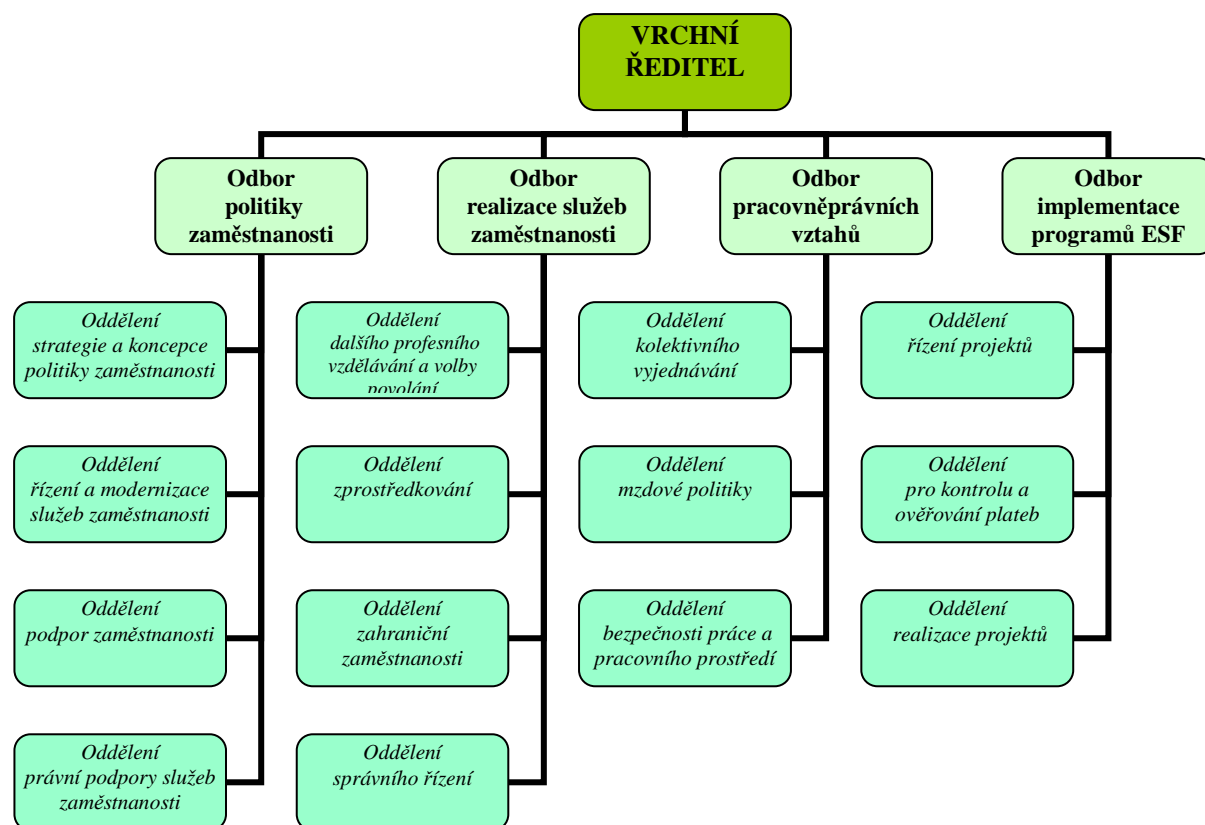 VRCHNÍ
ŘEDITEL
Odbor
politiky
zaměstnanosti
Odbor
realizace služeb
zaměstnanosti
Odbor
pracovněprávních
vztahů
Odbor
implementace
programů ESF
Oddělení
strategie a koncepce
politiky zaměstnanosti
Oddělení
dalšího profesního
vzdělávání a volby
povolání
Oddělení
kolektivního
vyjednávání
Oddělení
řízení projektů
Oddělení
řízení a modernizace
služeb zaměstnanosti
Oddělení
zprostředkování
Oddělení
mzdové politiky
Oddělení
pro kontrolu a
ověřování plateb
Oddělení
podpor zaměstnanosti
Oddělení
zahraniční
zaměstnanosti
Oddělení
bezpečnosti práce a
pracovního prostředí
Oddělení
realizace projektů
Oddělení
právní podpory služeb
zaměstnanosti
Oddělení
správního řízení